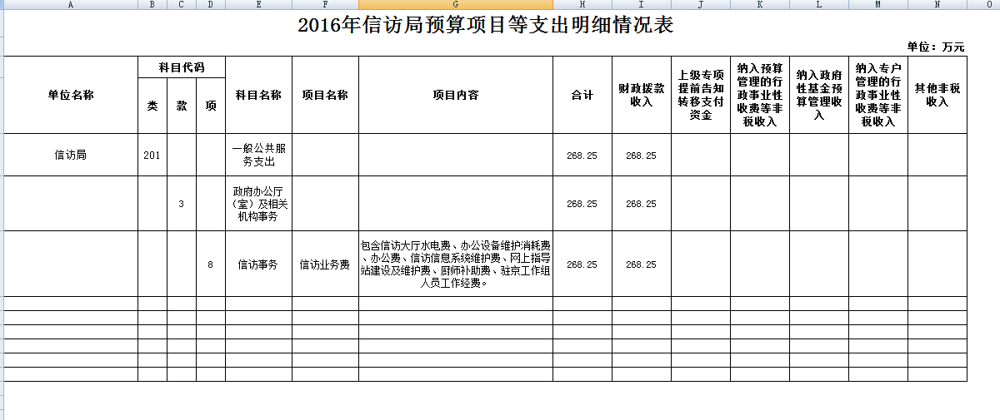 A B C D E F G H I J K L M N O
2016年信访局预算项目等支出明细情况表
单位：万元
单位名称
科目代码
类
款
项
科目名称
项目名称
项目内容
合计
财政拨款
收入
上级专项
提前告知
转移支付
资金
纳入预算
管理的行
政事业性
收费等非
税收入
纳入政府
性基金预
算管理收
入
纳入专户
管理的行
政事业性
收费等非
税收入
其他非税
收入
信访局
201
一般公共服
务支出
268.25
268.25
3
政府办公厅
（室）及相关
机构事务
268.25
268.25
8
信访事务
信访业务费
包含信访大厅水电费、办公设备维护消耗费
、办公费、信访信息系统维护费、网上指导
站建设及维护费、厨师补助费、驻京工作组
人员工作经费。
268.25
268.25